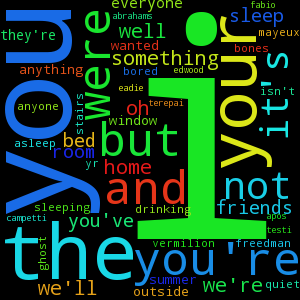 everyone
fabio
they're
abrahams
sleep
you
were
well
wanted
mayeux
anything
something
bones
your
it's
bored
edwood
isn't
i
anyone
eadie
terepai
oh
stairs
window
but
asleep
bed
room
yr
home
and
not
sleeping
drinking
friends
campetti
you've
apos
testi
the
ghost
vermilion
freedman
you're
we'll
summer
we're
quiet
outside